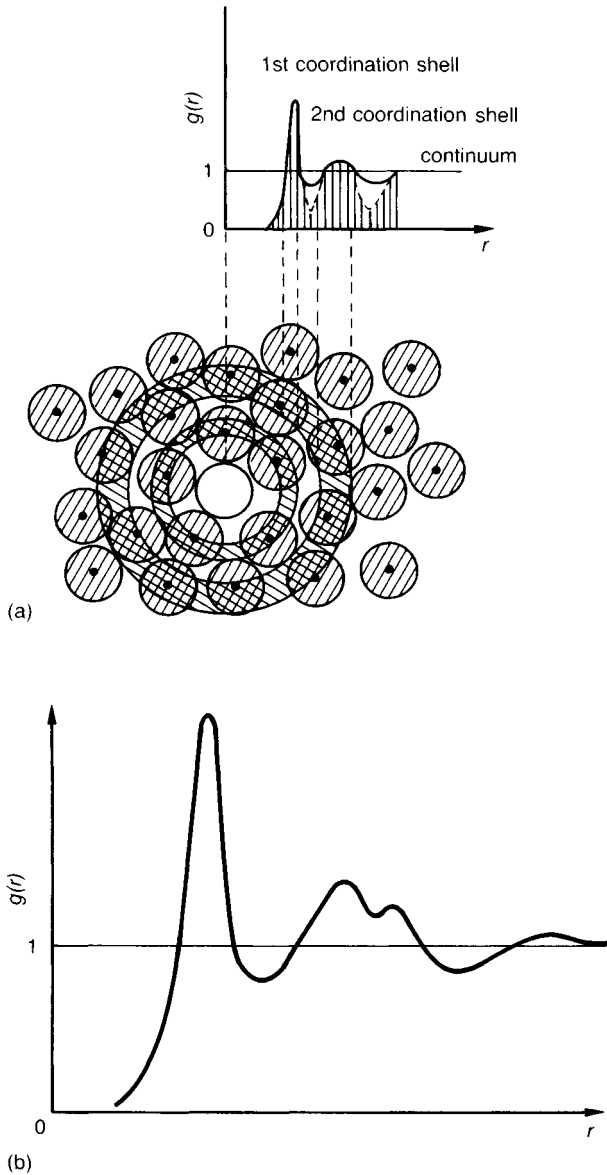 1st coordination shell
g(r)
2nd coordination shell
continuum
1
0
r
(a)
g(r)
1
0
r
(b)